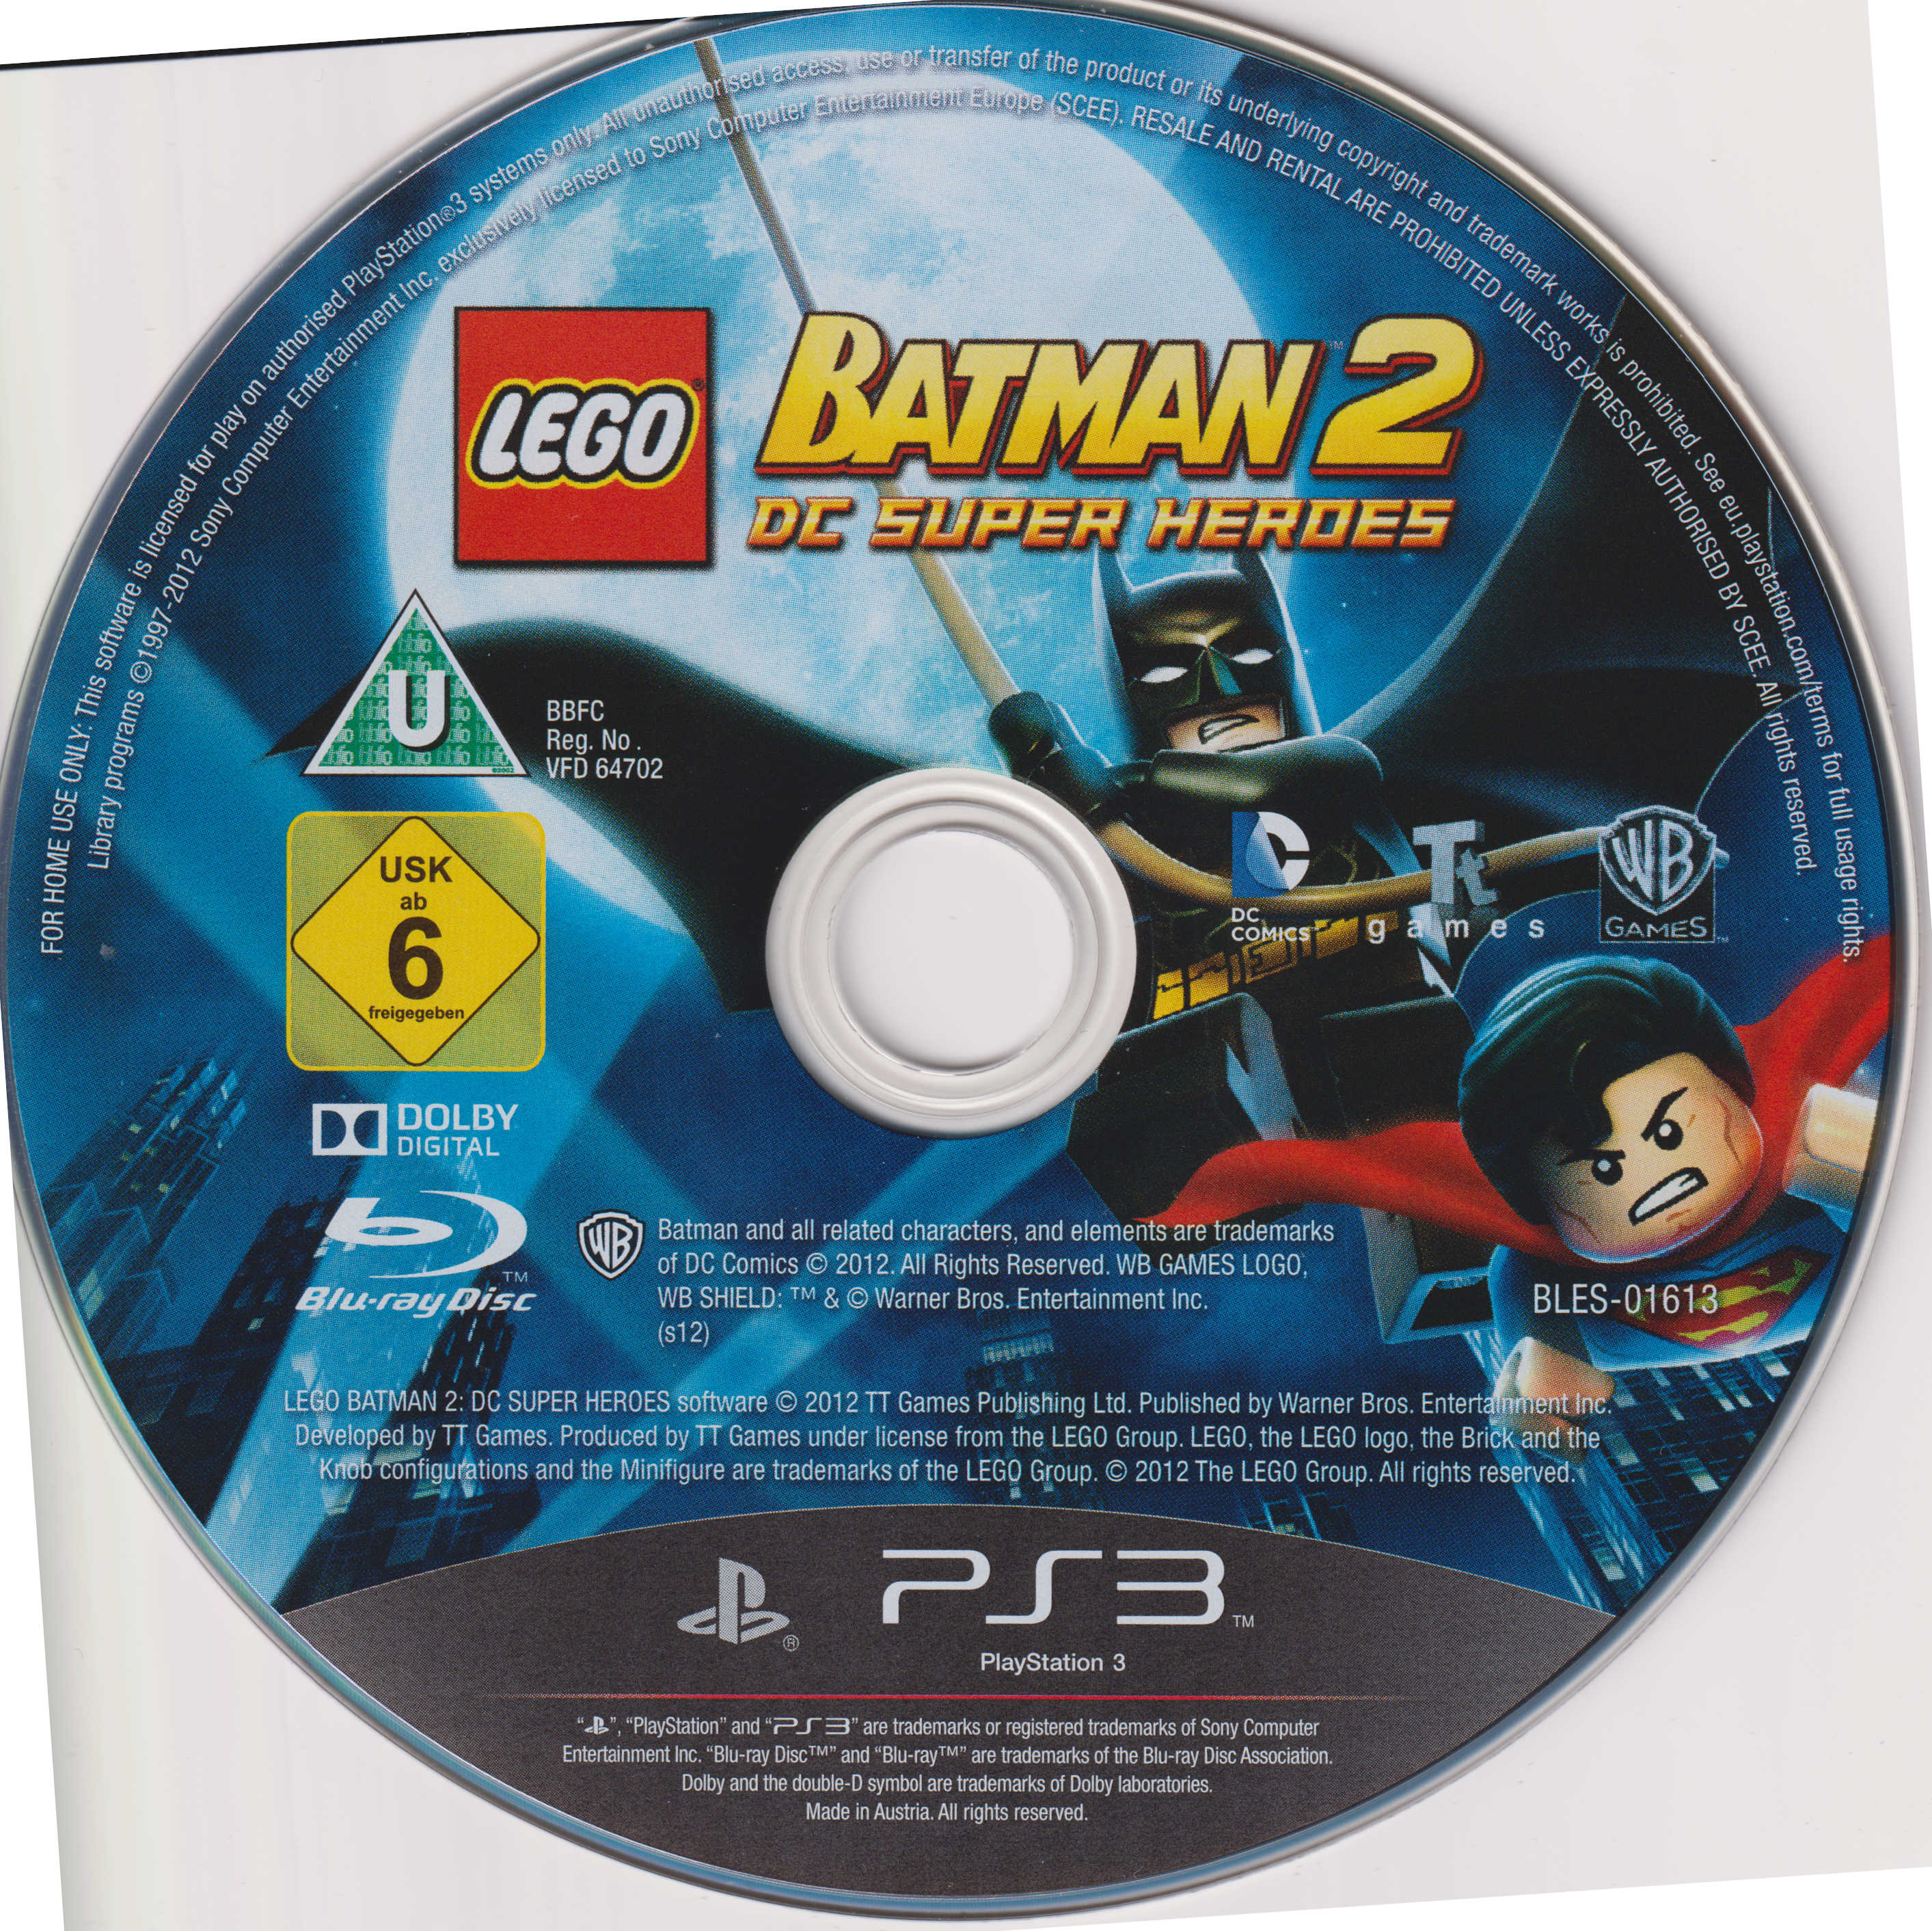 FOR HOME USE ONLY: This software is licensed for play on authorised PlayStation®3 systems only. All unauthorised access, use or transfer of the product or its underlying copyright and trademark works is prohibited. See eu.playstation.com/terms for full usage rights.
Library programs ©1997-2012 Sony Computer Entertainment Inc. exclusively licensed to Sony Computer Entertainment Europe (SCEE). RESALE AND RENTAL ARE PROHIBITED UNLESS EXPRESSLY AUTHORISED BY SCEE. All rights reserved.
LEGO®
BATMAN™ 2
DC SUPER HEROES
U
©2002
BBFC
Reg. No.
VFD 64702
USK
ab
6
freigegeben
DC
DC
COMICS
Tt
games
WB
GAMES™
DOLBY
DIGITAL
Blu-ray Disc™
WB
Batman and all related characters, and elements are trademarks
of DC Comics © 2012. All Rights Reserved. WB GAMES LOGO,
WB SHIELD: ™ & © Warner Bros. Entertainment Inc.
(s12)
BLES-01613
LEGO BATMAN 2: DC SUPER HEROES software © 2012 TT Games Publishing Ltd. Published by Warner Bros. Entertainment Inc.
Developed by TT Games. Produced by TT Games under license from the LEGO Group. LEGO, the LEGO logo, the Brick and the
Knob configurations and the Minifigure are trademarks of the LEGO Group. © 2012 The LEGO Group. All rights reserved.
®
PS3™
PlayStation 3
“ ”, “PlayStation” and “PS3” are trademarks or registered trademarks of Sony Computer
Entertainment Inc. “Blu-ray Disc™” and “Blu-ray™” are trademarks of the Blu-ray Disc Association.
Dolby and the double-D symbol are trademarks of Dolby laboratories.
Made in Austria. All rights reserved.